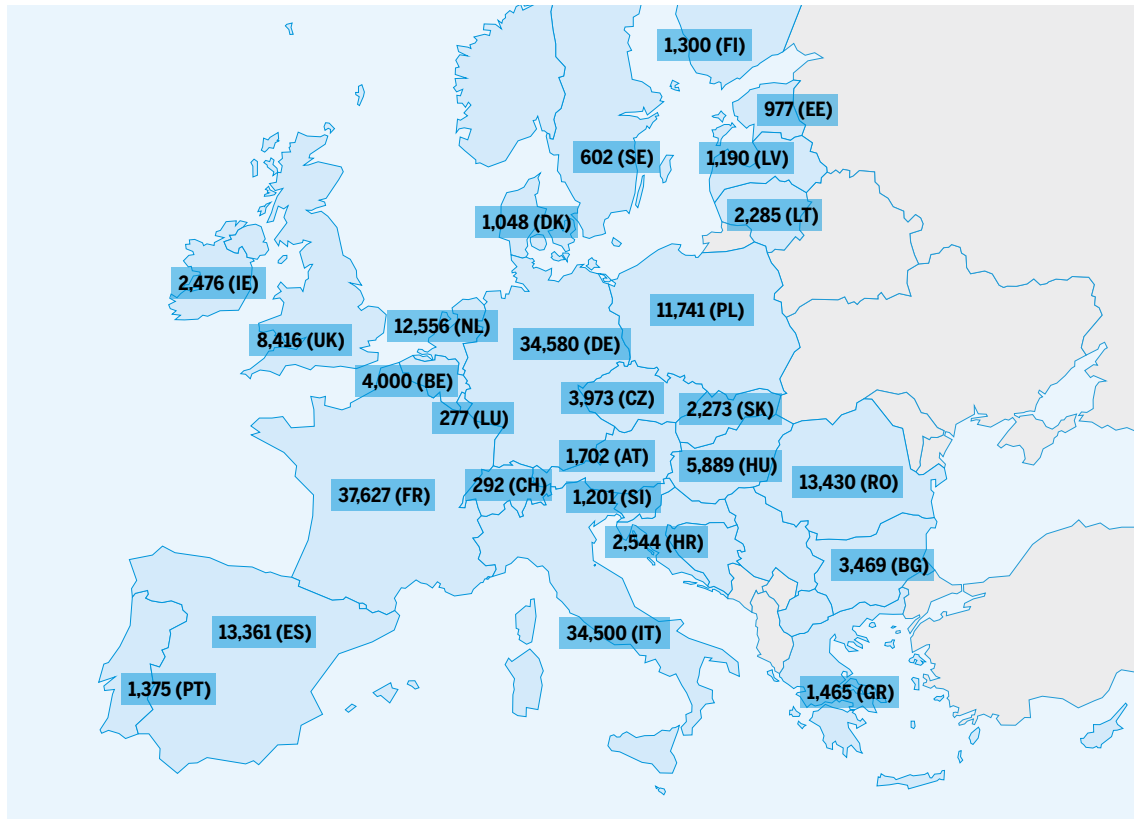 1,300 (FI)
977 (EE)
602 (SE)
1,190 (LV)
2,285 (LT)
1,048 (DK)
2,476 (IE)
11,741 (PL)
12,556 (NL)
8,416 (UK)
34,580 (DE)
4,000 (BE)
3,973 (CZ)
2,273 (SK)
277 (LU)
1,702 (AT)
5,889 (HU)
292 (CH)
13,430 (RO)
37,627 (FR)
1,201 (SI)
2,544 (HR)
3,469 (BG)
13,361 (ES)
34,500 (IT)
1,375 (PT)
1,465 (GR)